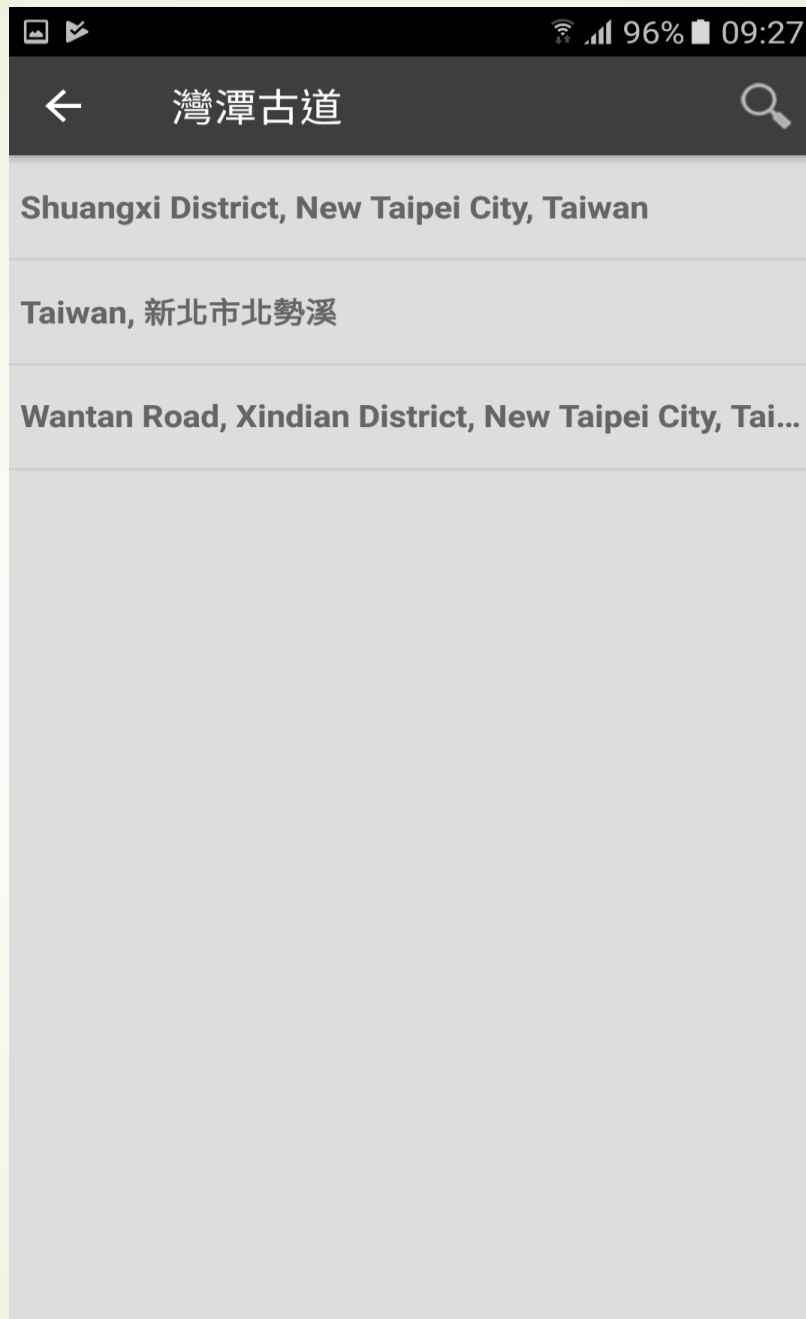 96% 09:27
灣潭古道
Shuangxi District, New Taipei City, Taiwan
Taiwan, 新北市北勢溪
Wantan Road, Xindian District, New Taipei City, Tai...